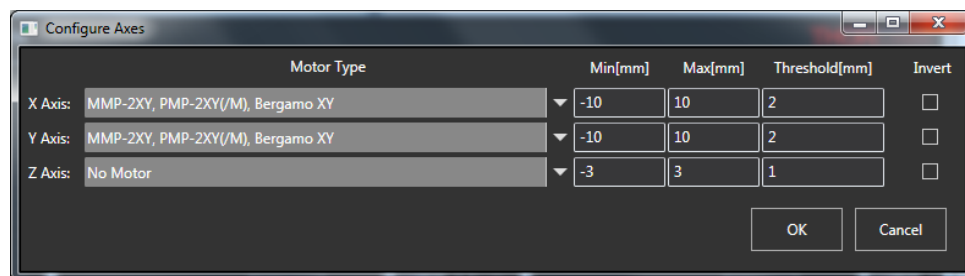 Configure Axes
Motor Type Min[mm] Max[mm] Threshold[mm] Invert
X Axis: MMP-2XY, PMP-2XY(/M), Bergamo XY -10 10 2
Y Axis: MMP-2XY, PMP-2XY(/M), Bergamo XY -10 10 2
Z Axis: No Motor -3 3 1
OK Cancel